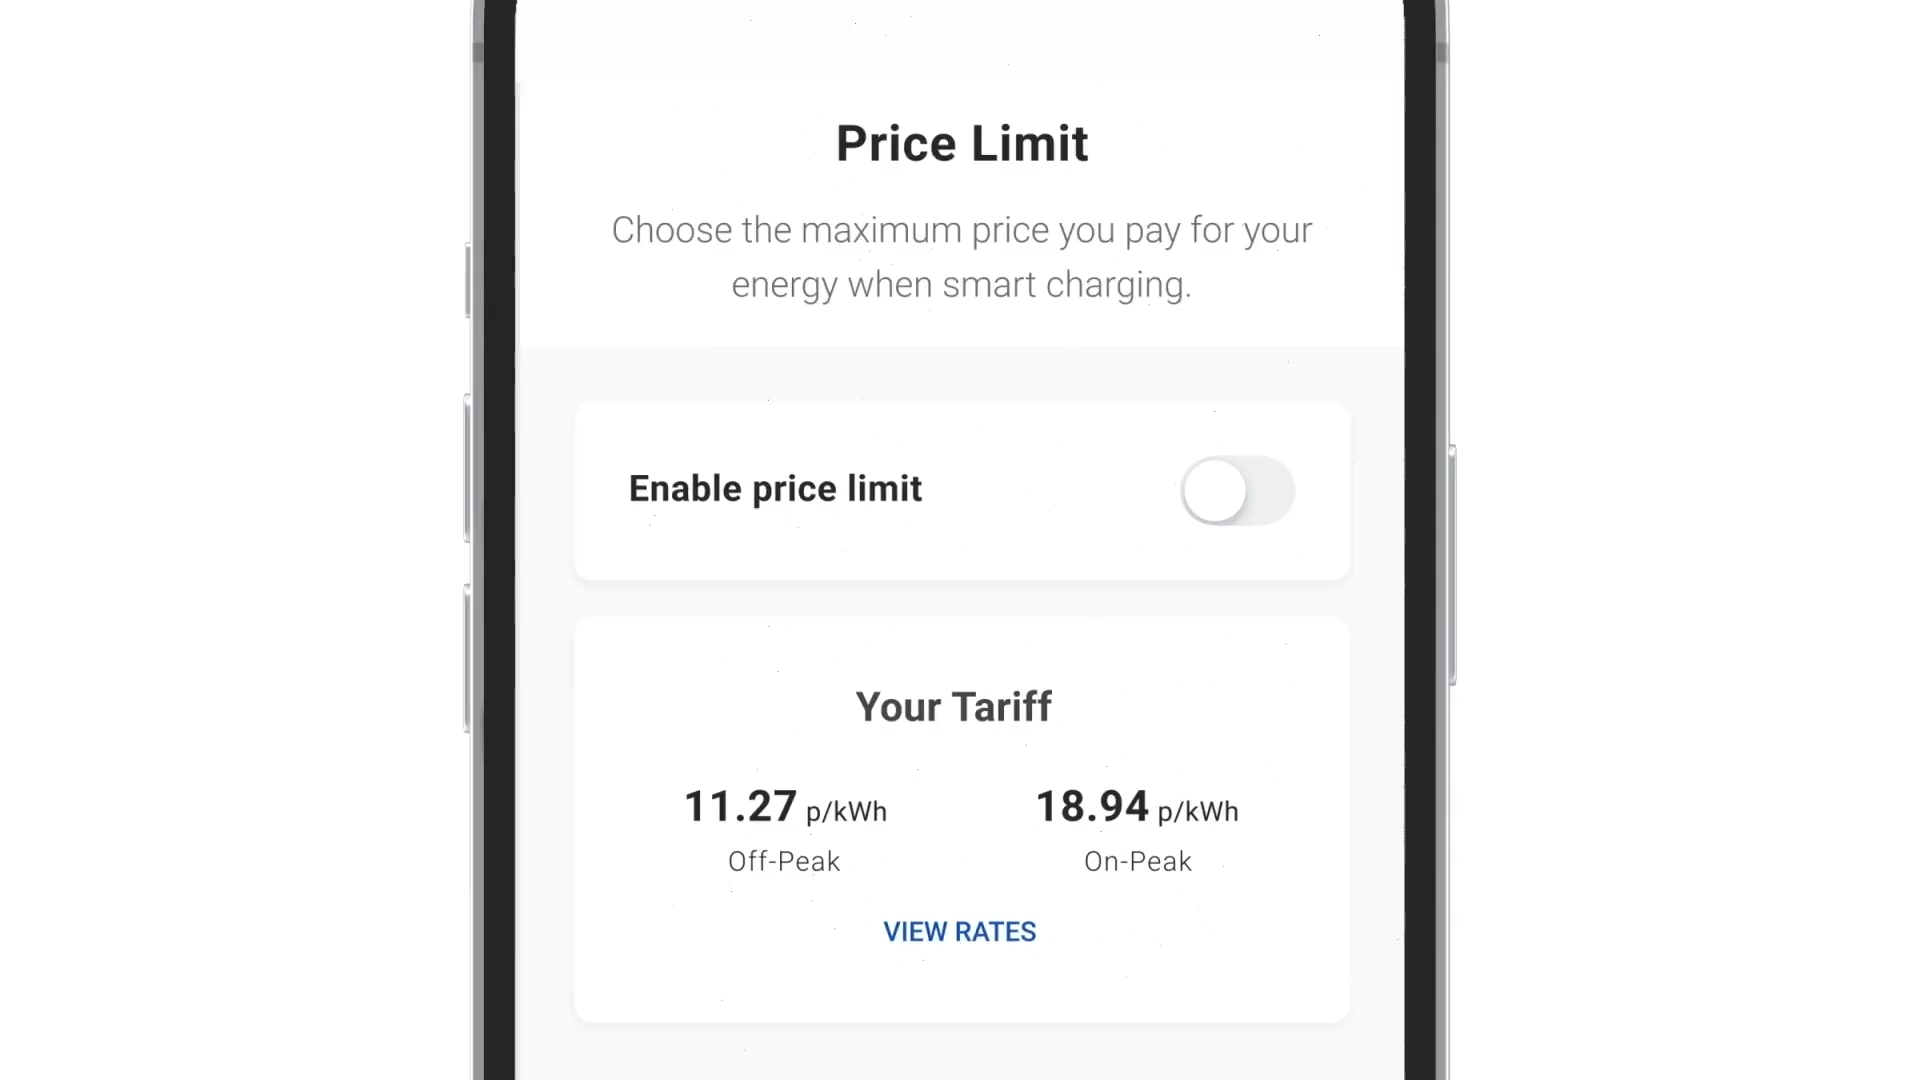 Price Limit
Choose the maximum price you pay for your
energy when smart charging.
Enable price limit
Your Tariff
11.27 p/kWh 18.94 p/kWh
Off-Peak On-Peak
VIEW RATES